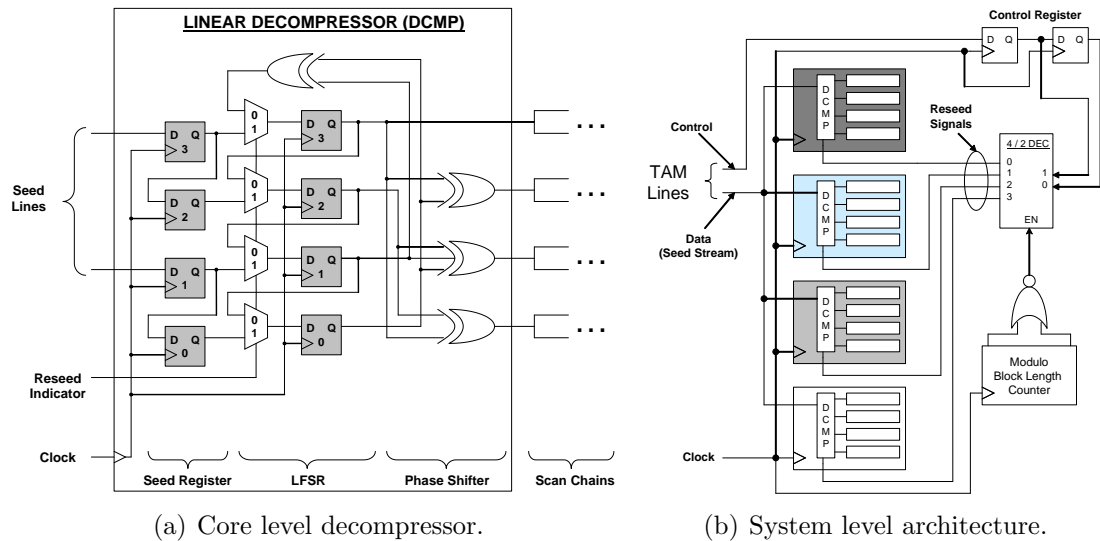 LINEAR DECOMPRESSOR (DCMP)
Seed
Lines
D Q
3
D Q
2
D Q
1
D Q
0
0
1
0
1
0
1
0
1
D Q
3
D Q
2
D Q
1
D Q
0
...
...
...
...
Reseed
Indicator
Clock
Seed Register
LFSR
Phase Shifter
Scan Chains
(a) Core level decompressor.
Control Register
D Q
D Q
Control
TAM
Lines
Data
(Seed Stream)
D
C
M
P
D
C
M
P
D
C
M
P
D
C
M
P
Reseed
Signals
4 / 2 DEC
0
1
2
3
1
0
EN
Modulo
Block Length
Counter
Clock
(b) System level architecture.